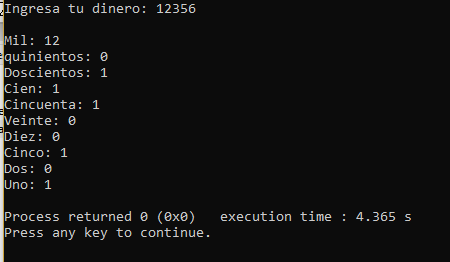 Ingresa tu dinero: 12356
Mil: 12
quinientos: 0
Doscientos: 1
Cien: 1
Cincuenta: 1
Veinte: 0
Diez: 0
Cinco: 1
Dos: 0
Uno: 1
Process returned 0 (0x0)   execution time : 4.365 s
Press any key to continue.